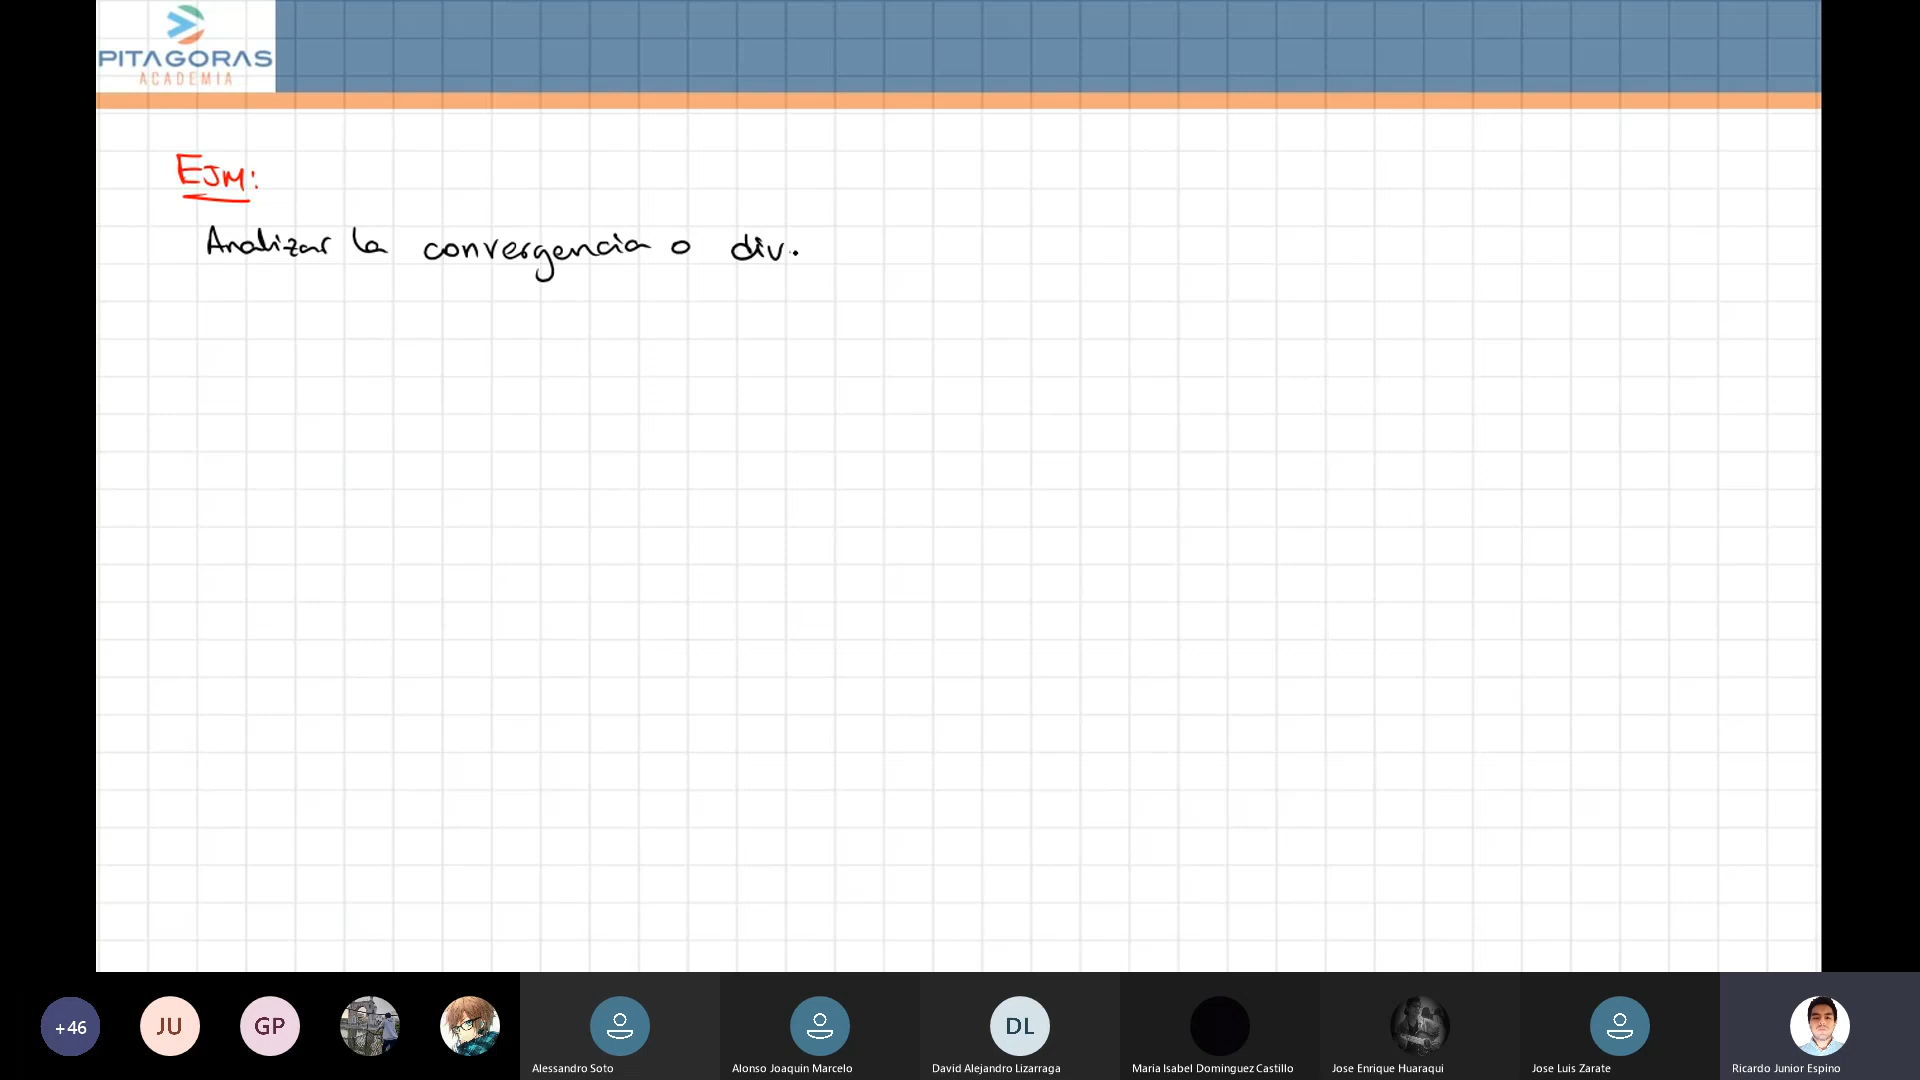 PITAGORAS
ACADEMIA
EJM:
Analizar la convergencia o div.
+46
JU
GP
DL
Alessandro Soto
Alonso Joaquin Marcelo
David Alejandro Lizarraga
Maria Isabel Dominguez Castillo
Jose Enrique Huaraqui
Jose Luis Zarate
Ricardo Junior Espino